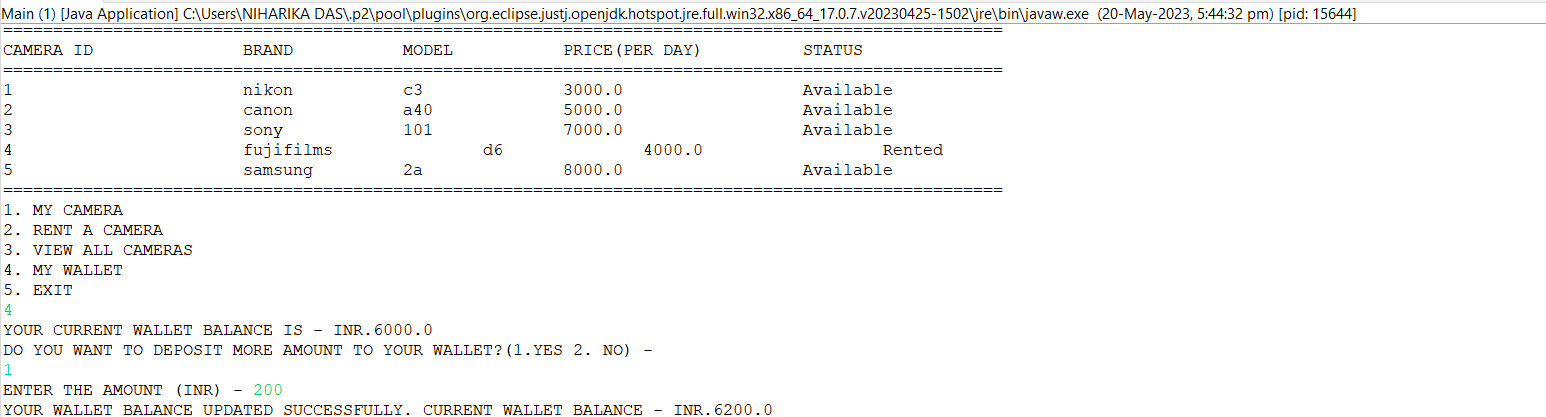 Main (1) [Java Application] C:\Users\NIHARIKA DAS\.p2\pool\plugins\org.eclipse.justj.openjdk.hotspot.jre.full.win32.x86_64_17.0.7.v20230425-1502\jre\bin\javaw.exe (20-May-2023, 5:44:32 pm) [pid: 15644]
====================================================================================================
CAMERA ID               BRAND           MODEL           PRICE(PER DAY)          STATUS
====================================================================================================
1                       nikon           c3              3000.0                  Available
2                       canon           a40             5000.0                  Available
3                       sony            101             7000.0                  Available
4                       fujifilms               d6              4000.0                  Rented
5                       samsung         2a              8000.0                  Available
====================================================================================================
1. MY CAMERA
2. RENT A CAMERA
3. VIEW ALL CAMERAS
4. MY WALLET
5. EXIT
4
YOUR CURRENT WALLET BALANCE IS - INR.6000.0
DO YOU WANT TO DEPOSIT MORE AMOUNT TO YOUR WALLET?(1.YES 2. NO) -
1
ENTER THE AMOUNT (INR) - 200
YOUR WALLET BALANCE UPDATED SUCCESSFULLY. CURRENT WALLET BALANCE - INR.6200.0